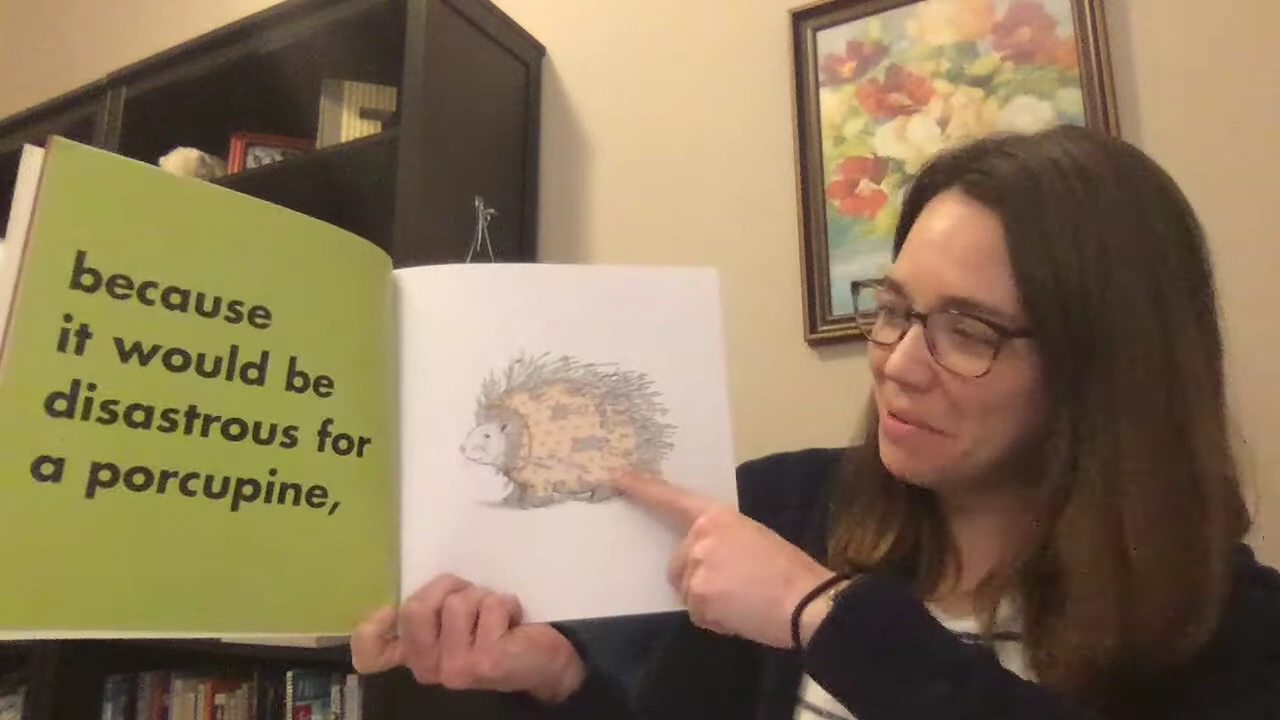 because
it would be
disastrous for
a porcupine,